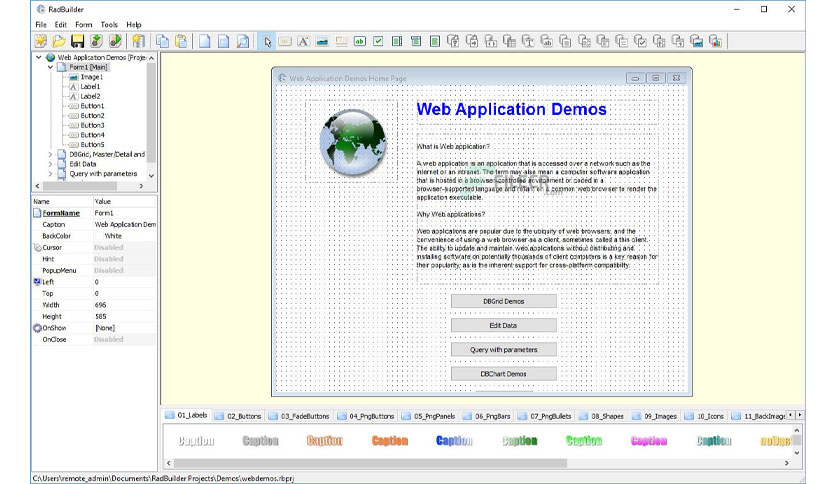 RadBuilder
File Edit Form Tools Help
Web Application Demos [Proje
Form1 [Main]
Image1
Label1
Label2
Button1
Button2
Button3
Button4
Button5
DBGrid, Master/Detail and
Edit Data
Query with parameters
Name Value
FormName Form1
Caption Web Application Dem
BackColor White
Cursor Disabled
Hint Disabled
PopupMenu Disabled
Left 0
Top 0
Width 696
Height 585
OnShow [None]
OnClose Disabled
Web Application Demos Home Page
Web Application Demos
What is Web application?
A web application is an application that is accessed over a network such as the
Internet or an intranet. The term may also mean a computer software application
that is hosted in a browser-controlled environment or coded in a
browser-supported language and reliant on a common web browser to render the
application executable.
Why Web applications?
Web applications are popular due to the ubiquity of web browsers, and the
convenience of using a web browser as a client, sometimes called a thin client.
The ability to update and maintain web applications without distributing and
installing software on potentially thousands of client computers is a key reason for
their popularity, as is the inherent support for cross-platform compatibility.
DBGrid Demos
Edit Data
Query with parameters
DBChart Demos
01_Labels 02_Buttons 03_FadeButtons 04_PngButtons 05_PngPanels 06_PngBars 07_PngBullets 08_Shapes 09_Images 10_Icons 11_BackImage
Caption Caption Caption Caption Caption Caption Caption Caption Caption
C:\Users\remote_admin\Documents\RadBuilder Projects\Demos\webdemos.rbprj